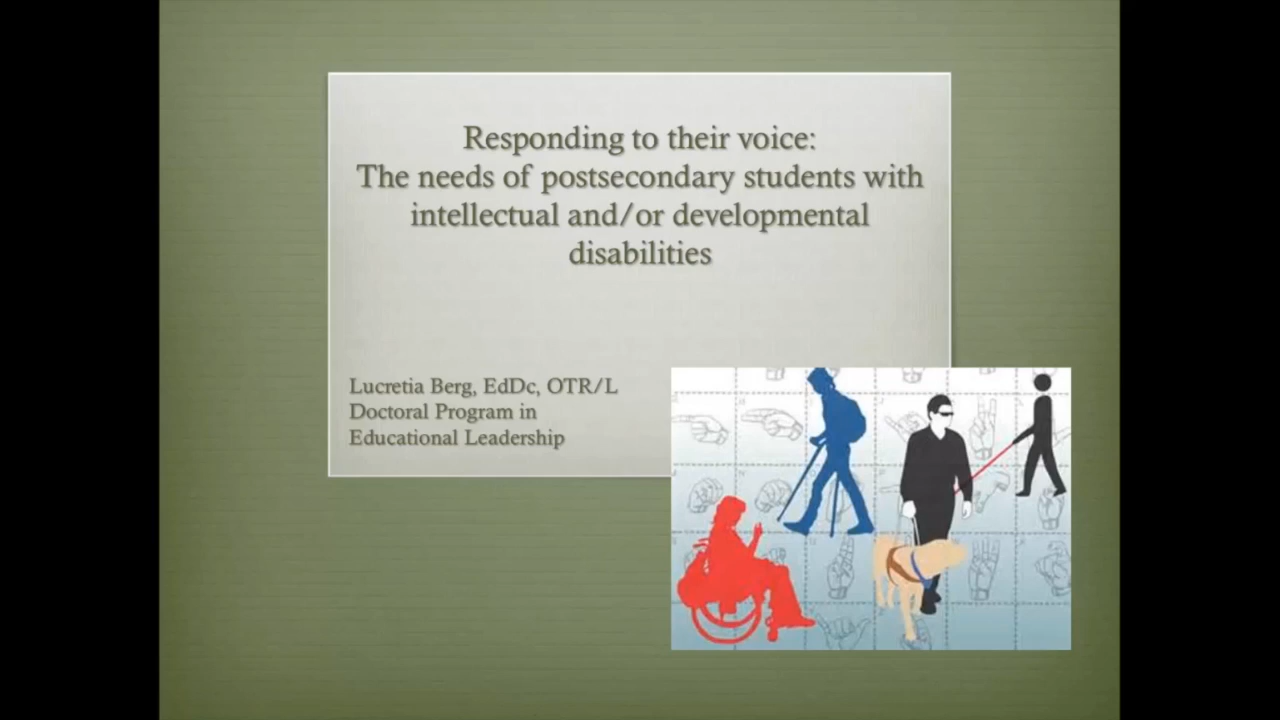 Responding to their voice:
The needs of postsecondary students with
intellectual and/or developmental
disabilities
Lucretia Berg, EdDc, OTR/L
Doctoral Program in
Educational Leadership